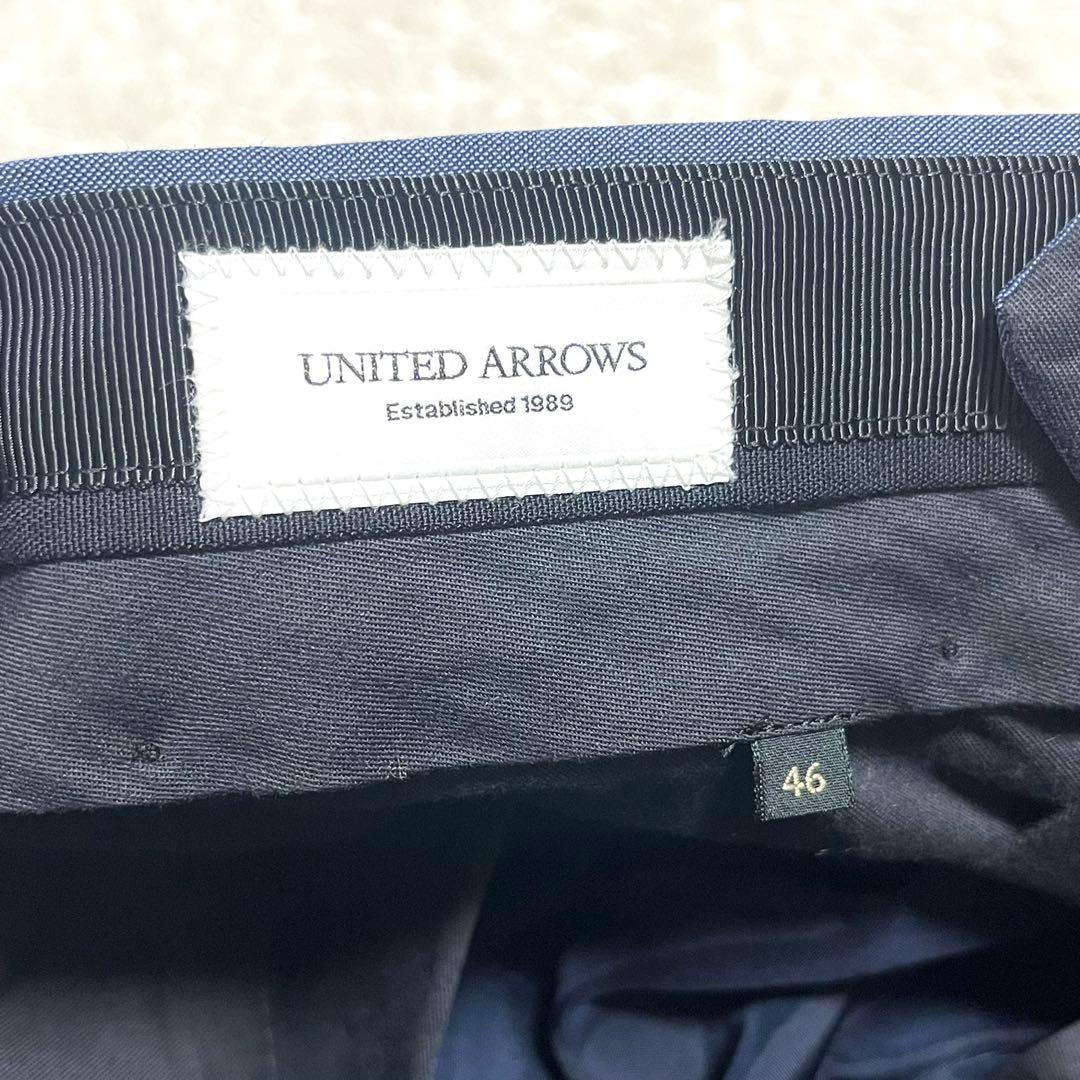 UNITED ARROWS
Established 1989
46